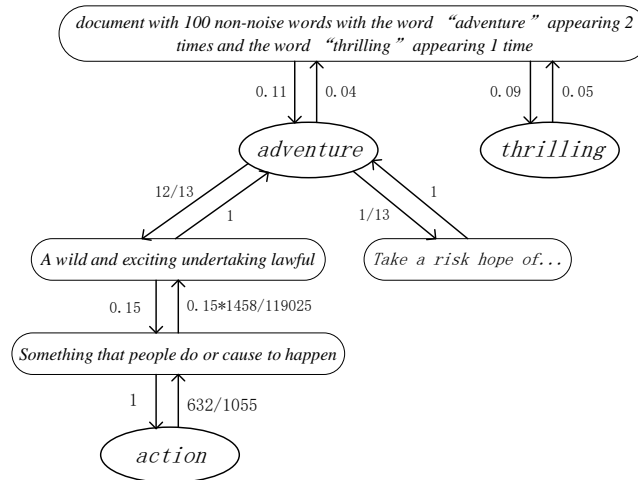 document with 100 non-noise words with the word “adventure” appearing 2
times and the word “thrilling” appearing 1 time
0.11
0.04
0.09
0.05
adventure
thrilling
12/13
1
1/13
1
A wild and exciting undertaking lawful
Take a risk hope of...
0.15
0.15*1458/119025
Something that people do or cause to happen
1
632/1055
action